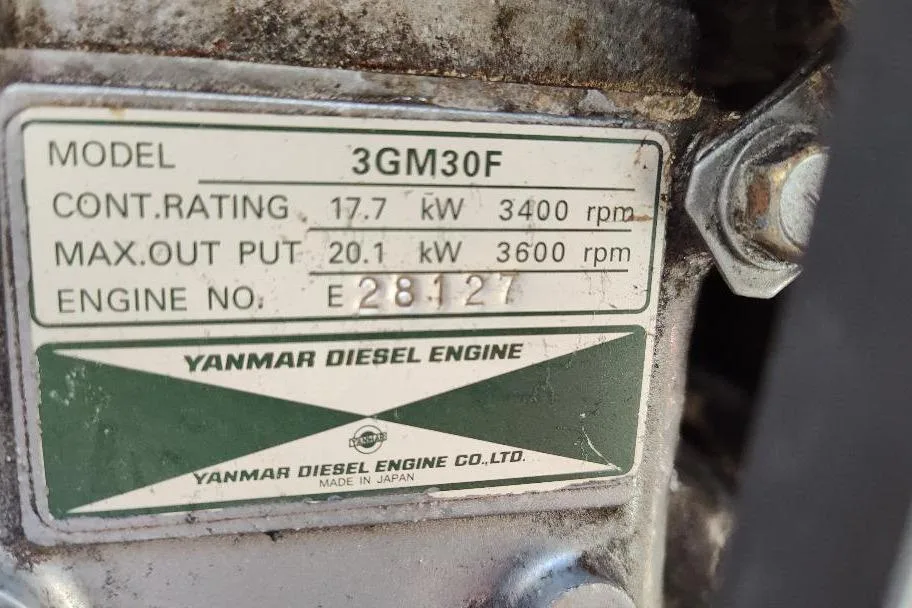 MODEL 3GM30F
CONT.RATING 17.7 kW 3400 rpm
MAX.OUT PUT 20.1 kW 3600 rpm
ENGINE NO. E28127
YANMAR DIESEL ENGINE
YANMAR
YANMAR DIESEL ENGINE CO.,LTD.
MADE IN JAPAN